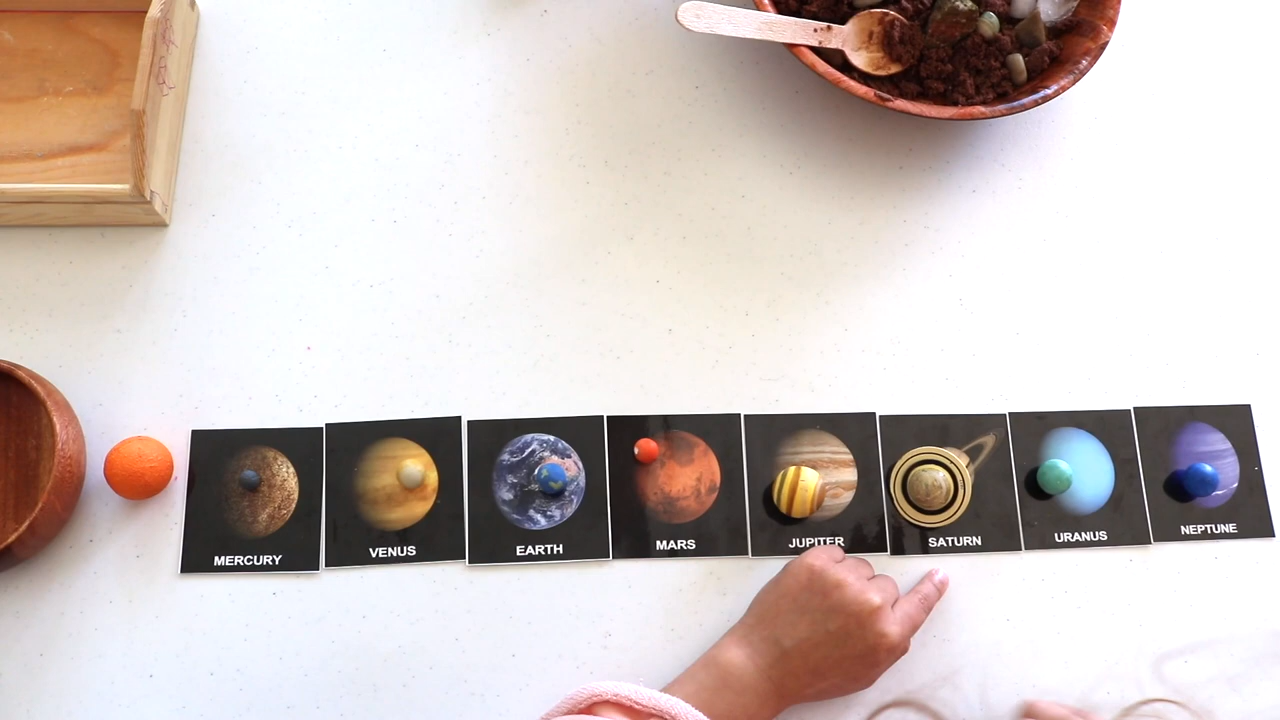 MERCURY
VENUS
EARTH
MARS
JUPITER
SATURN
URANUS
NEPTUNE